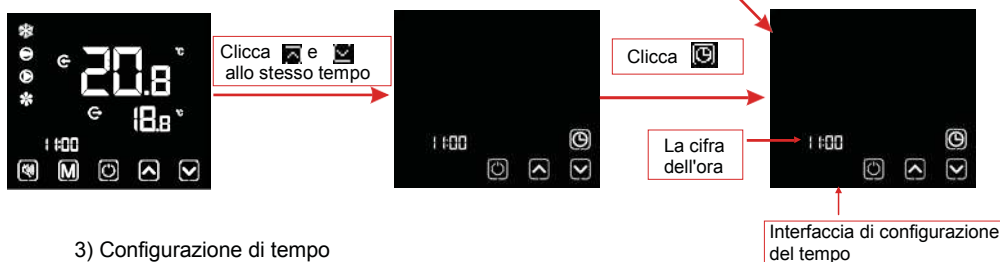 20.8 °C
18.8 °C
11:00
M
Clicca e
allo stesso tempo
11:00
Clicca
La cifra
dell'ora
11:00
Interfaccia di configurazione
del tempo
3) Configurazione di tempo